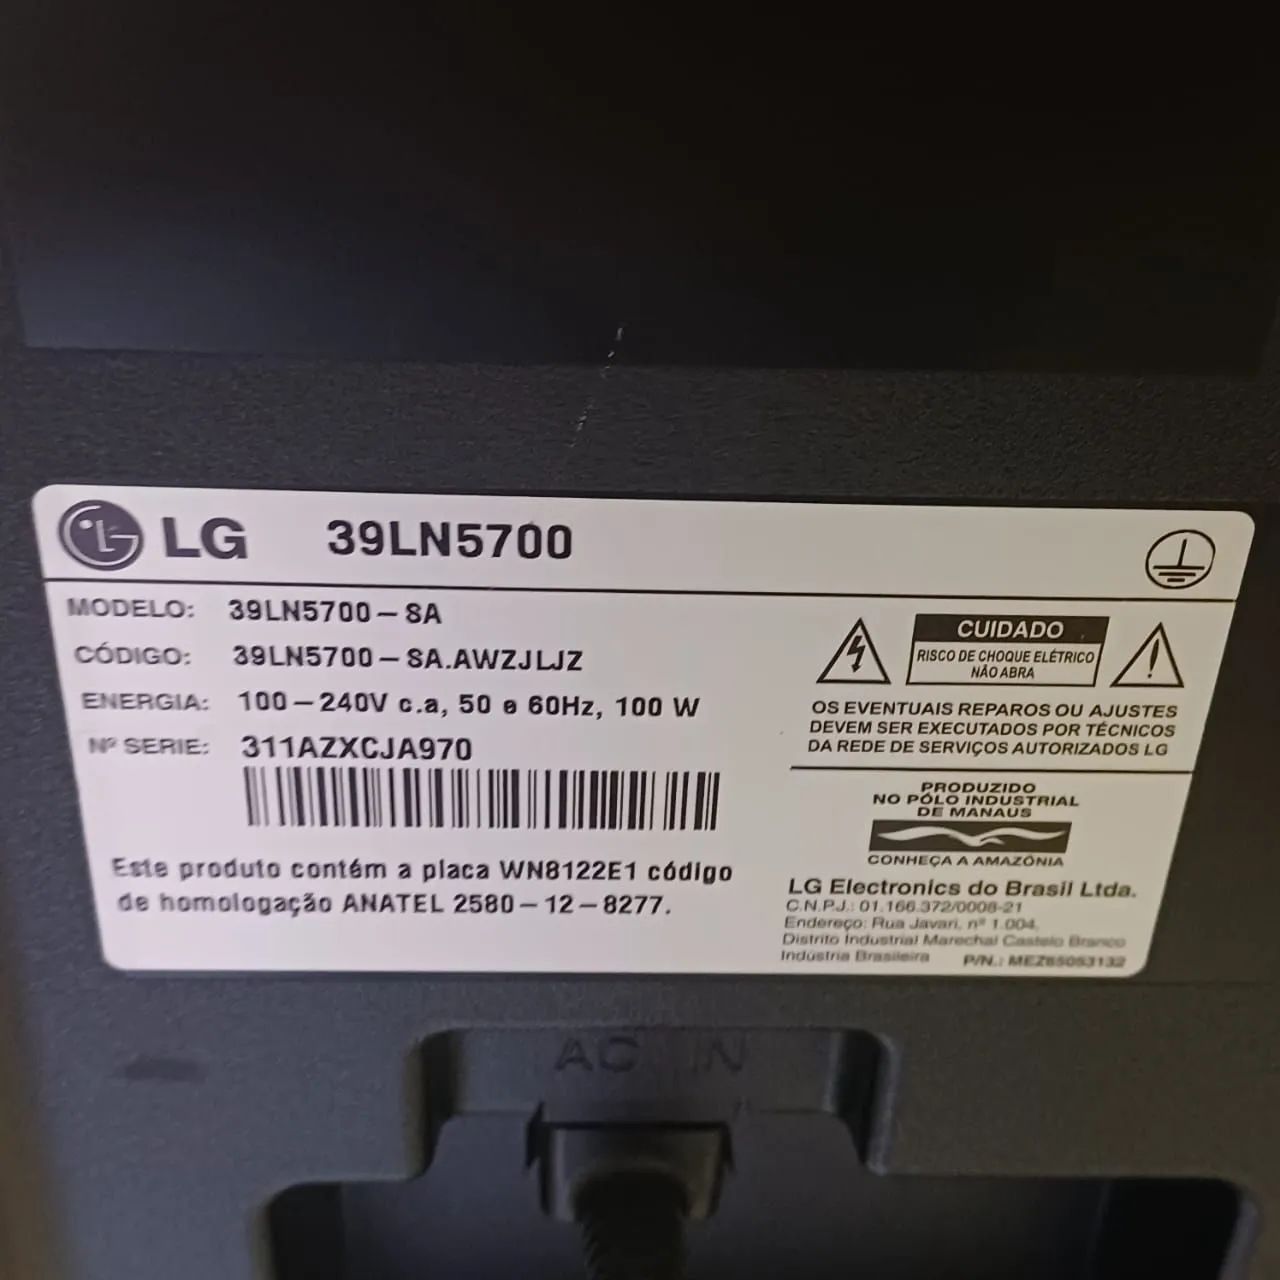 LG 39LN5700
MODELO: 39LN5700-SA
CÓDIGO: 39LN5700-SA.AWZJLJZ
ENERGIA: 100-240V c.a, 50 e 60Hz, 100 W
Nº SERIE: 311AZXCJA970
Este produto contém a placa WN8122E1 código
de homologação ANATEL 2580-12-8277.
CUIDADO
RISCO DE CHOQUE ELÉTRICO
NÃO ABRA
OS EVENTUAIS REPAROS OU AJUSTES
DEVEM SER EXECUTADOS POR TÉCNICOS
DA REDE DE SERVIÇOS AUTORIZADOS LG
PRODUZIDO
NO PÓLO INDUSTRIAL
DE MANAUS
CONHEÇA A AMAZÔNIA
LG Electronics do Brasil Ltda.
C.N.P.J.: 01.166.372/0008-21
Endereço: Rua Javari, nº 1.004,
Distrito Industrial Marechal Castelo Branco
Indústria Brasileira P/N.: MEZ65053132
AC IN